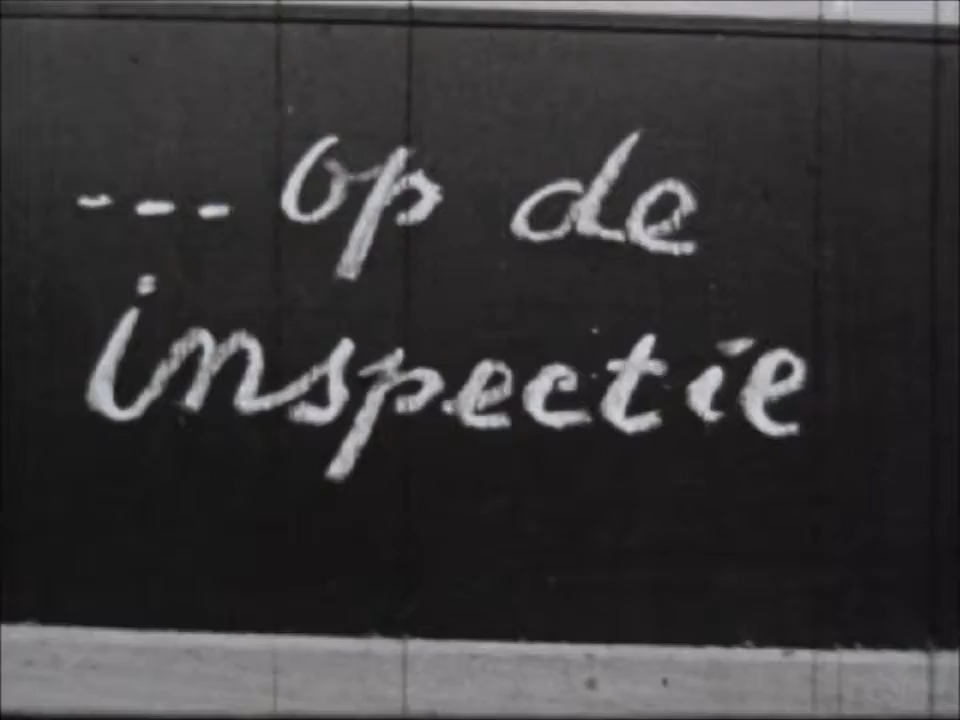 --- op de
inspectie